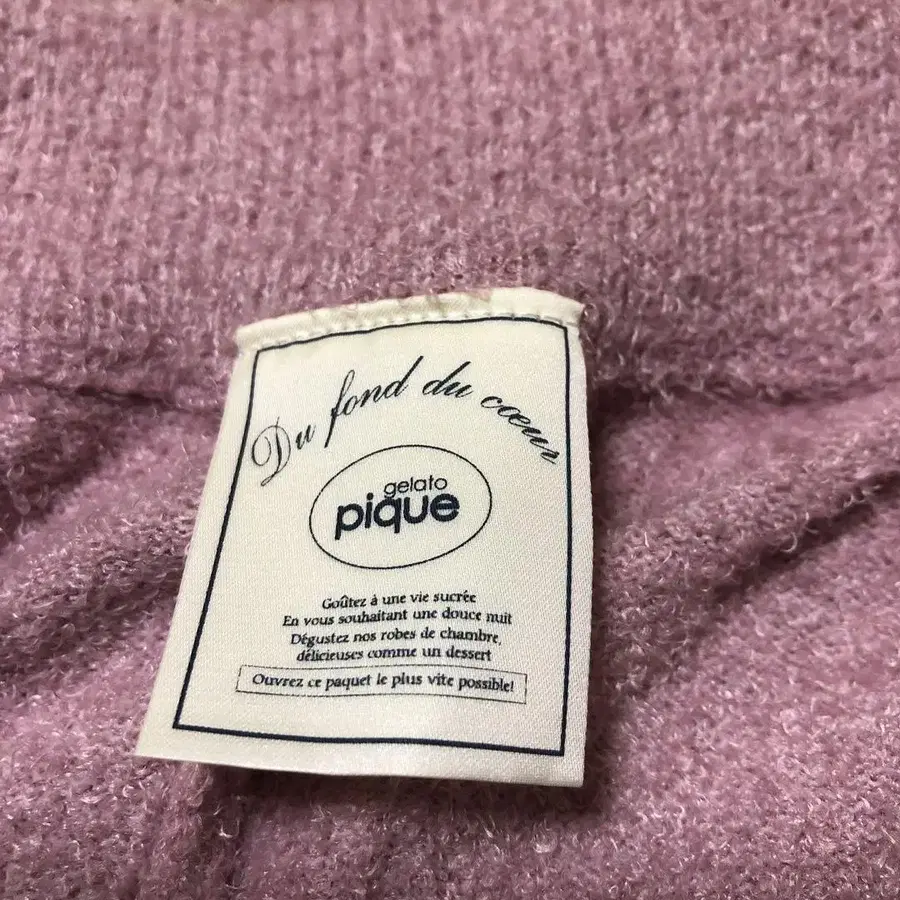 Du fond du cœur
gelato
pique
Goûtez à une vie sucrée
En vous souhaitant une douce nuit
Dégustez nos robes de chambre,
délicieuses comme un dessert
Ouvrez ce paquet le plus vite possible!